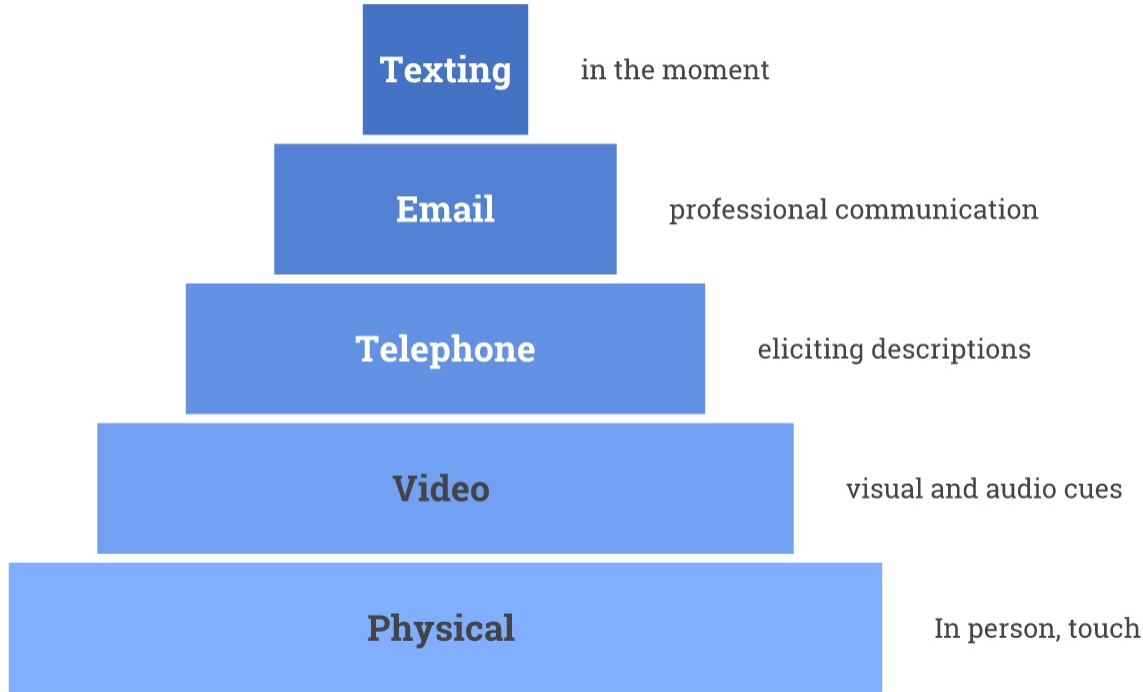 Texting in the moment
Email professional communication
Telephone eliciting descriptions
Video visual and audio cues
Physical In person, touch